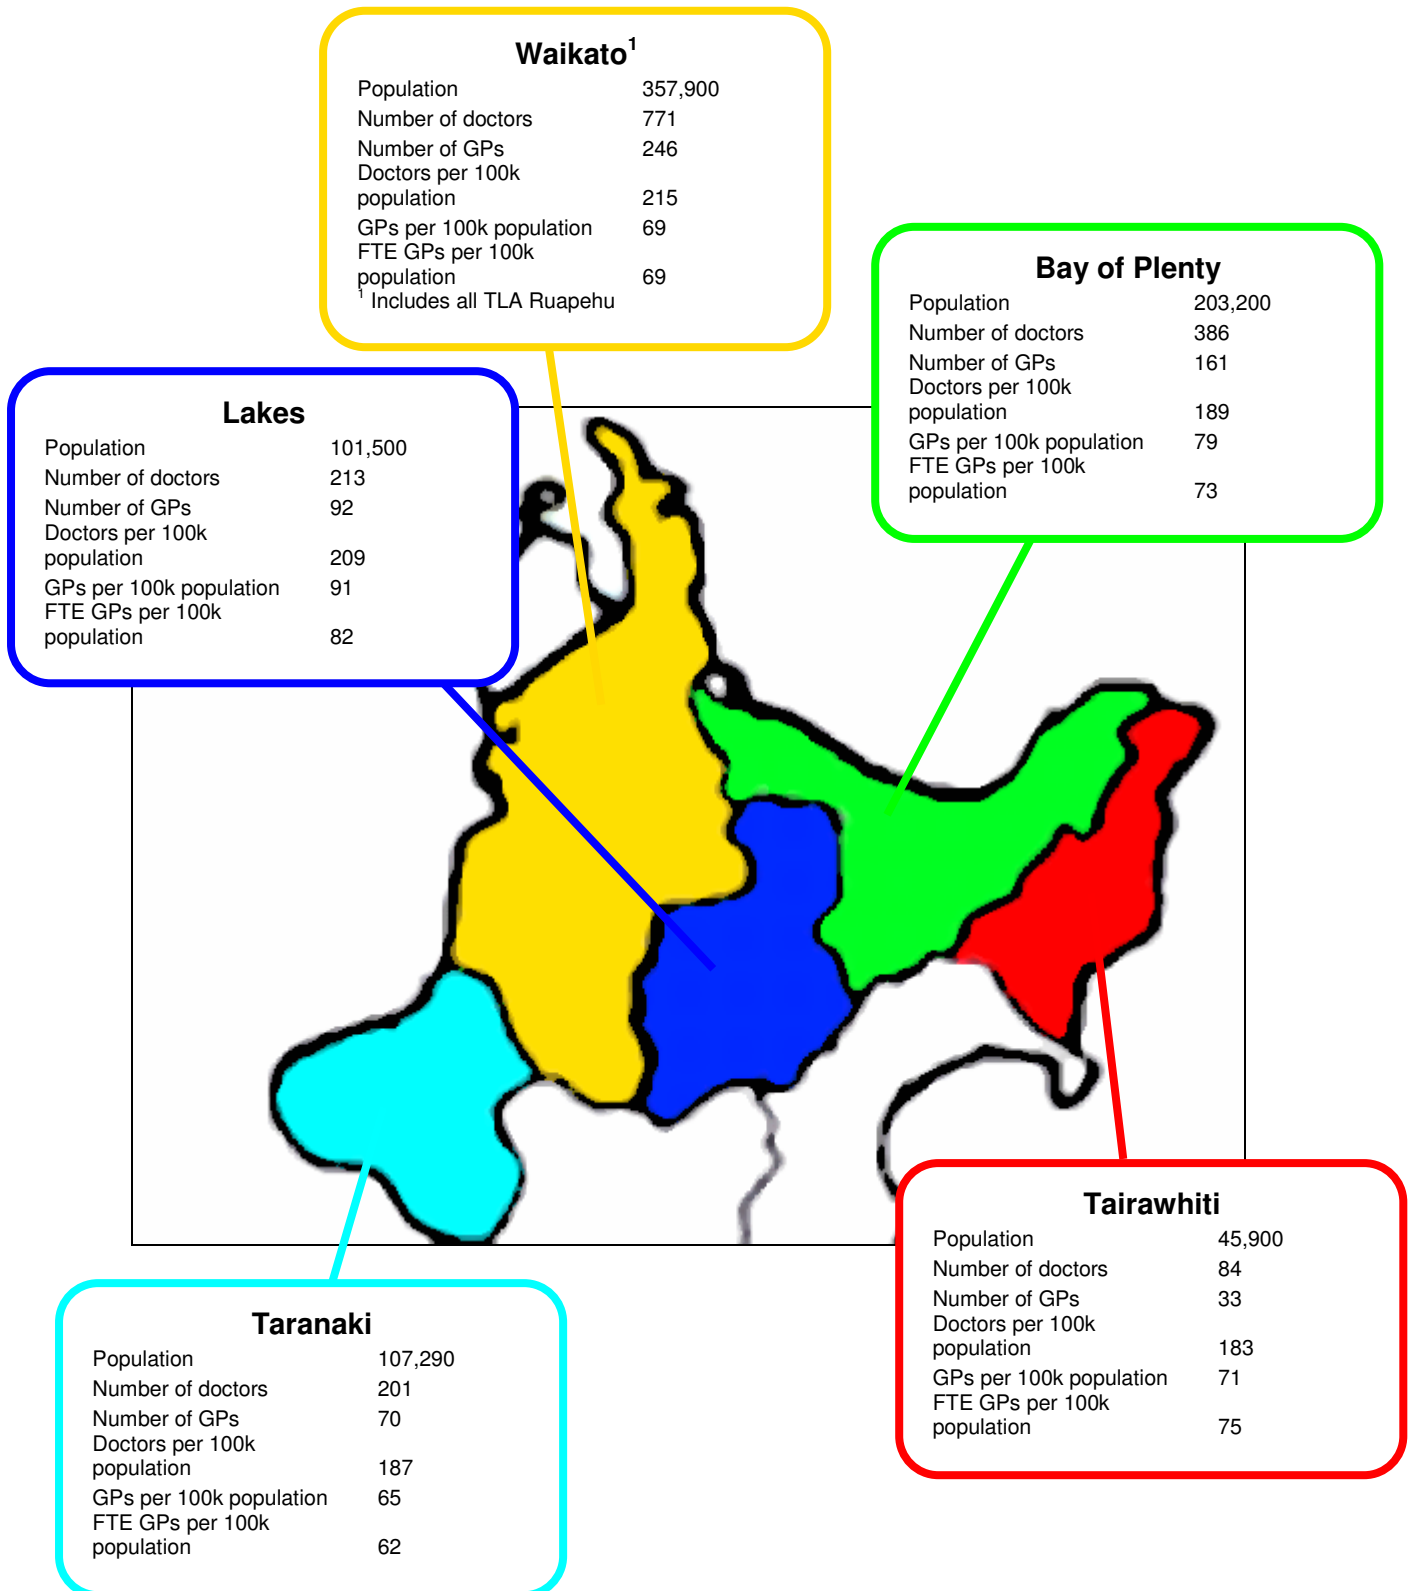 Waikato¹
Population 357,900
Number of doctors 771
Number of GPs 246
Doctors per 100k
population 215
GPs per 100k population 69
FTE GPs per 100k
population 69
¹ Includes all TLA Ruapehu
Bay of Plenty
Population 203,200
Number of doctors 386
Number of GPs 161
Doctors per 100k
population 189
GPs per 100k population 79
FTE GPs per 100k
population 73
Lakes
Population 101,500
Number of doctors 213
Number of GPs 92
Doctors per 100k
population 209
GPs per 100k population 91
FTE GPs per 100k
population 82
Tairawhiti
Population 45,900
Number of doctors 84
Number of GPs 33
Doctors per 100k
population 183
GPs per 100k population 71
FTE GPs per 100k
population 75
Taranaki
Population 107,290
Number of doctors 201
Number of GPs 70
Doctors per 100k
population 187
GPs per 100k population 65
FTE GPs per 100k
population 62